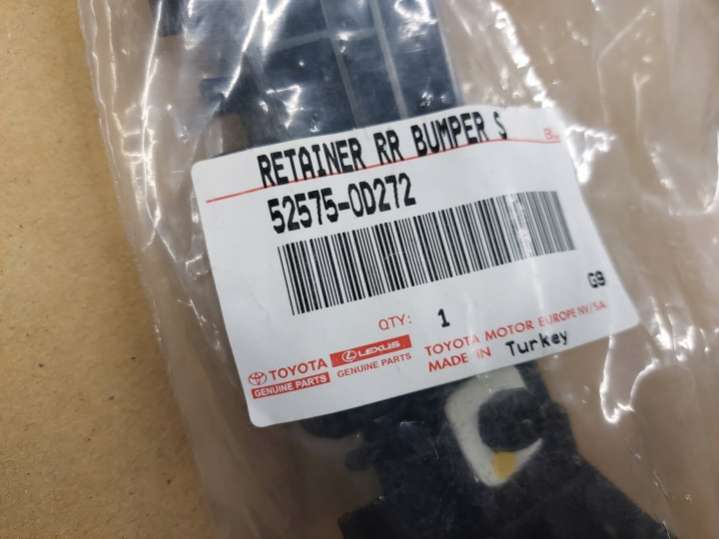 RETAINER RR BUMPER S
52575-0D272
G9
QTY: 1
TOYOTA
GENUINE PARTS
LEXUS
GENUINE PARTS
TOYOTA MOTOR EUROPE NV/SA
MADE IN Turkey